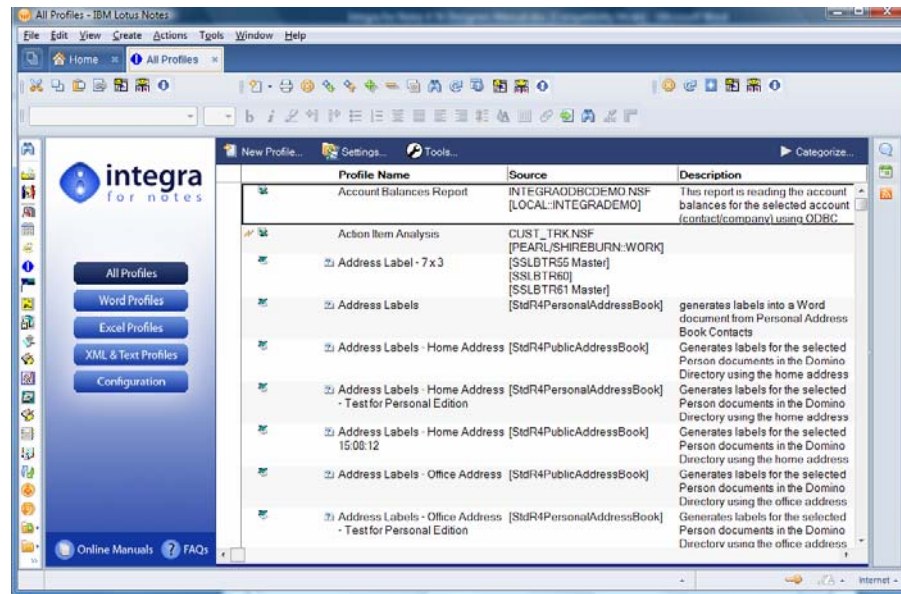 All Profiles - IBM Lotus Notes
File Edit View Create Actions Tools Window Help
Home All Profiles
New Profile... Settings... Tools... Categorize...
integra
for notes
All Profiles
Word Profiles
Excel Profiles
XML & Text Profiles
Configuration
Online Manuals FAQs
Profile Name Source Description
Account Balances Report INTEGRAODBCDEMO.NSF This report is reading the account
[LOCAL::INTEGRADEMO] balances for the selected account
(contact/company) using ODBC
Action Item Analysis CUST_TRK.NSF
[PEARL/SHIREBURN::WORK]
Address Label - 7 x 3 [SSLBTR55 Master]
[SSLBTR60]
[SSLBTR61 Master]
Address Labels [StdR4PersonalAddressBook] generates labels into a Word
document from Personal Address
Book Contacts
Address Labels - Home Address [StdR4PublicAddressBook] Generates labels for the selected
Person documents in the Domino
Directory using the home address
Address Labels - Home Address [StdR4PersonalAddressBook] Generates labels for the selected
- Test for Personal Edition Person documents in the Domino
Directory using the home address
Address Labels - Home Address [StdR4PublicAddressBook] Generates labels for the selected
15:08:12 Person documents in the Domino
Directory using the home address
Address Labels - Office Address [StdR4PublicAddressBook] Generates labels for the selected
Person documents in the Domino
Directory using the office address
Address Labels - Office Address [StdR4PersonalAddressBook] Generates labels for the selected
- Test for Personal Edition Person documents in the Domino
Directory using the office address
Internet